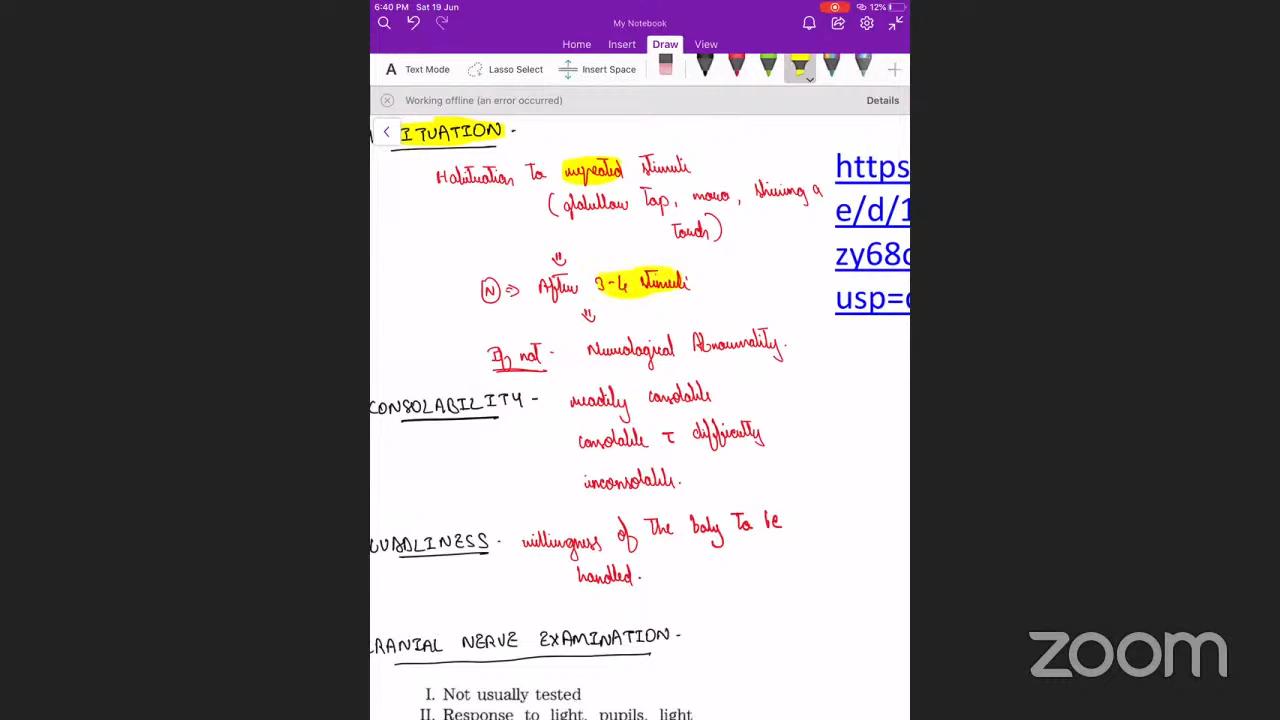 6:40 PM Sat 19 Jun
12%
My Notebook
Home Insert Draw View
A Text Mode Lasso Select Insert Space
Working offline (an error occurred) Details
ITUATION -
Habituation to repeated stimuli
(glabellar Tap, moro, shining a
touch)
https
e/d/1
zy68c
usp=
N => After 3-4 stimuli
If not - Neurological Abnormality.
CONSOLABILITY - readily consolable
consolable c difficulty
inconsolable.
UDDLINESS - willingness of the baby to be
handled.
RANIAL NERVE EXAMINATION -
I. Not usually tested
II. Response to light, pupils, light
zoom